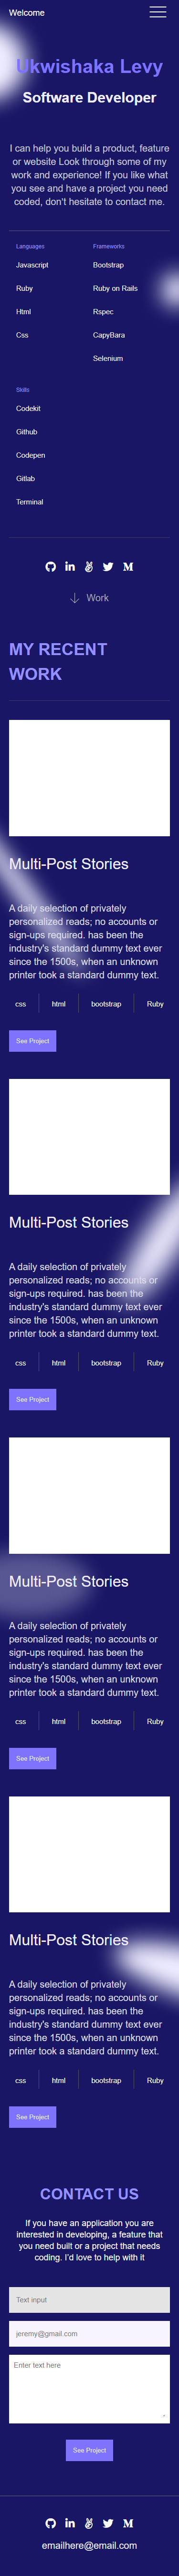 Welcome
Ukwishaka Levy
Software Developer
I can help you build a product, feature
or website Look through some of my
work and experience! If you like what
you see and have a project you need
coded, don't hesitate to contact me.
Languages
Javascript
Ruby
Html
Css
Frameworks
Bootstrap
Ruby on Rails
Rspec
CapyBara
Selenium
Skills
Codekit
Github
Codepen
Gitlab
Terminal
Work
MY RECENT
WORK
Multi-Post Stories
A daily selection of privately
personalized reads; no accounts or
sign-ups required. has been the
industry's standard dummy text ever
since the 1500s, when an unknown
printer took a standard dummy text.
css html bootstrap Ruby
See Project
Multi-Post Stories
A daily selection of privately
personalized reads; no accounts or
sign-ups required. has been the
industry's standard dummy text ever
since the 1500s, when an unknown
printer took a standard dummy text.
css html bootstrap Ruby
See Project
Multi-Post Stories
A daily selection of privately
personalized reads; no accounts or
sign-ups required. has been the
industry's standard dummy text ever
since the 1500s, when an unknown
printer took a standard dummy text.
css html bootstrap Ruby
See Project
Multi-Post Stories
A daily selection of privately
personalized reads; no accounts or
sign-ups required. has been the
industry's standard dummy text ever
since the 1500s, when an unknown
printer took a standard dummy text.
css html bootstrap Ruby
See Project
CONTACT US
If you have an application you are
interested in developing, a feature that
you need built or a project that needs
coding. I'd love to help with it
Text input
jeremy@gmail.com
Enter text here
See Project
emailhere@email.com